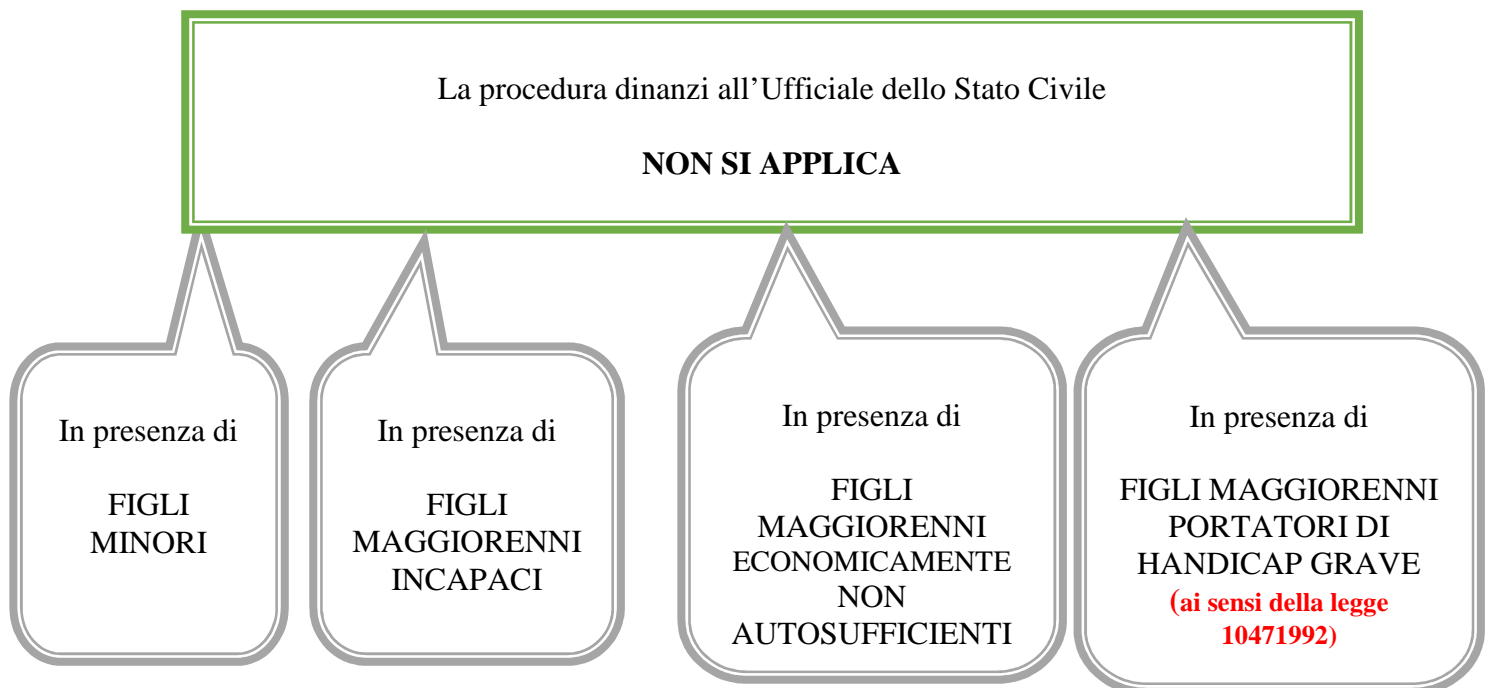 La procedura dinanzi all’Ufficiale dello Stato Civile
NON SI APPLICA
In presenza di
FIGLI
MINORI
In presenza di
FIGLI
MAGGIORENNI
INCAPACI
In presenza di
FIGLI
MAGGIORENNI
ECONOMICAMENTE
NON
AUTOSUFFICIENTI
In presenza di
FIGLI MAGGIORENNI
PORTATORI DI
HANDICAP GRAVE
(ai sensi della legge
10471992)